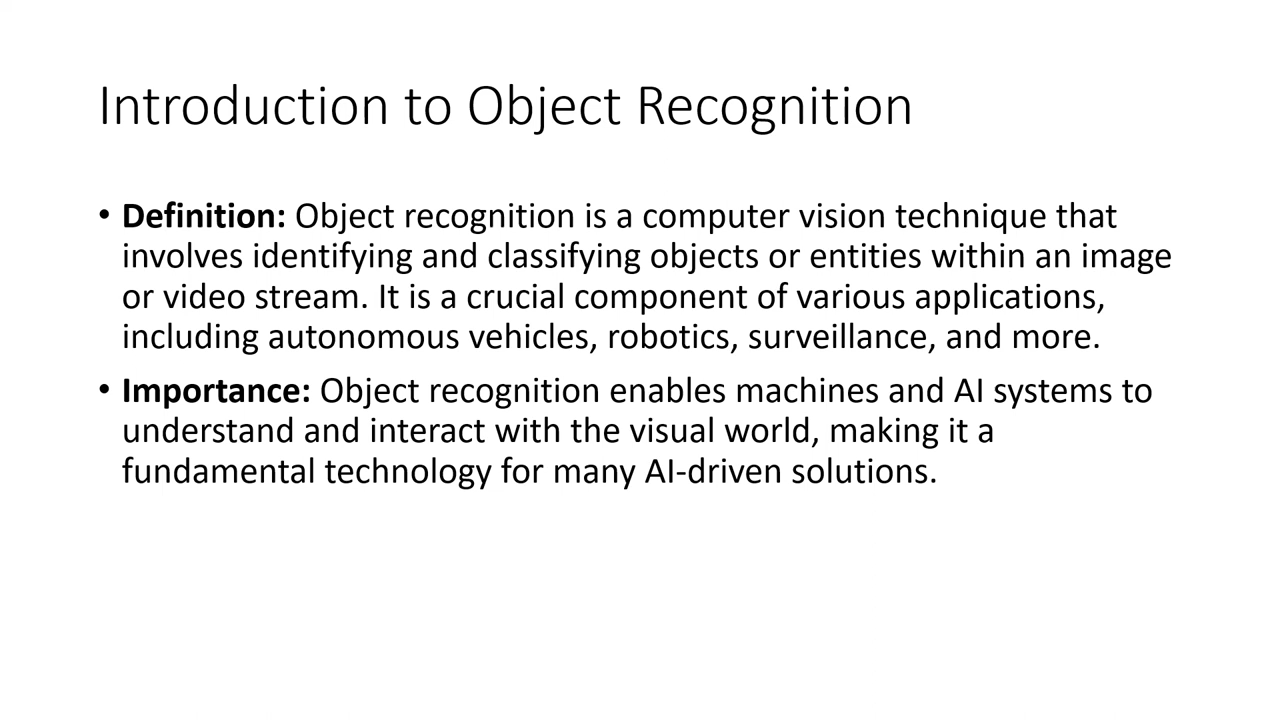 Introduction to Object Recognition
• Definition: Object recognition is a computer vision technique that
involves identifying and classifying objects or entities within an image
or video stream. It is a crucial component of various applications,
including autonomous vehicles, robotics, surveillance, and more.
• Importance: Object recognition enables machines and AI systems to
understand and interact with the visual world, making it a
fundamental technology for many AI-driven solutions.